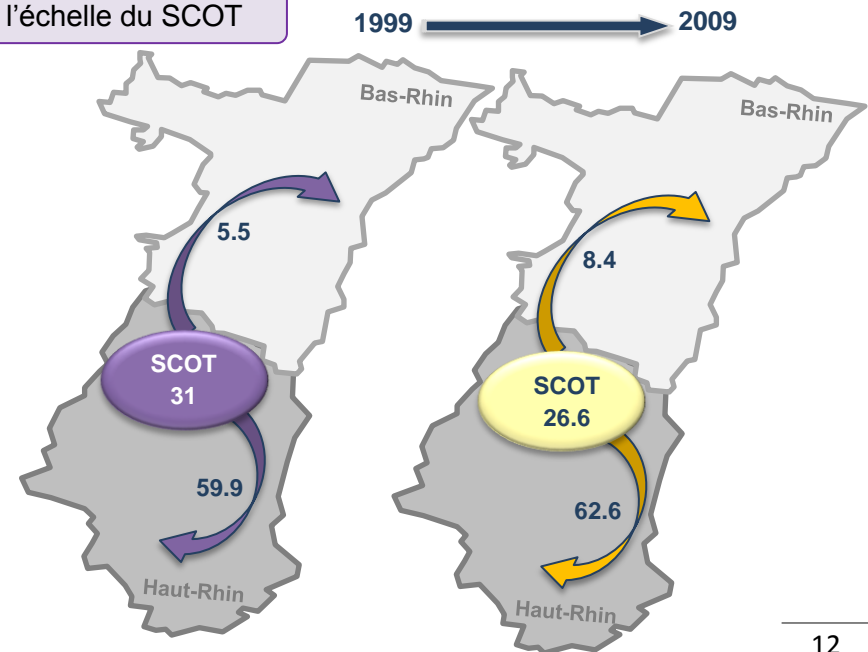 l’échelle du SCOT
1999
2009
Bas-Rhin
Bas-Rhin
5.5
8.4
SCOT
31
SCOT
26.6
59.9
62.6
Haut-Rhin
Haut-Rhin
12